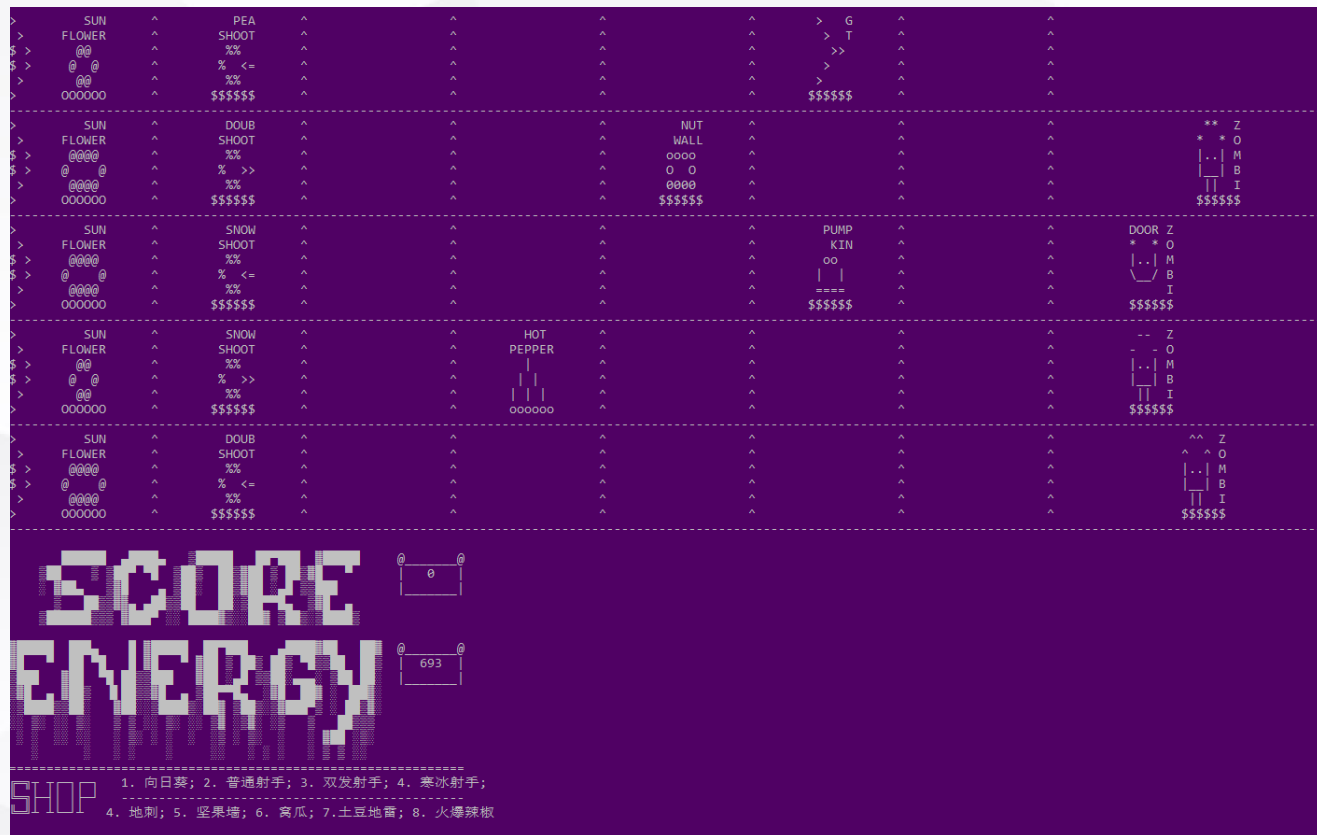 SUN PEA G
FLOWER SHOOT T
SUN DOUB NUT Z
FLOWER SHOOT WALL O
M
B
I
SUN SNOW PUMP DOOR Z
FLOWER SHOOT KIN O
M
B
I
SUN SNOW HOT Z
FLOWER SHOOT PEPPER O
M
B
I
SUN DOUB Z
FLOWER SHOOT O
M
B
I
SCORE 0
ENERGY 693
SHOP 1. 向日葵; 2. 普通射手; 3. 双发射手; 4. 寒冰射手;
4. 地刺; 5. 坚果墙; 6. 窝瓜; 7.土豆地雷; 8. 火爆辣椒